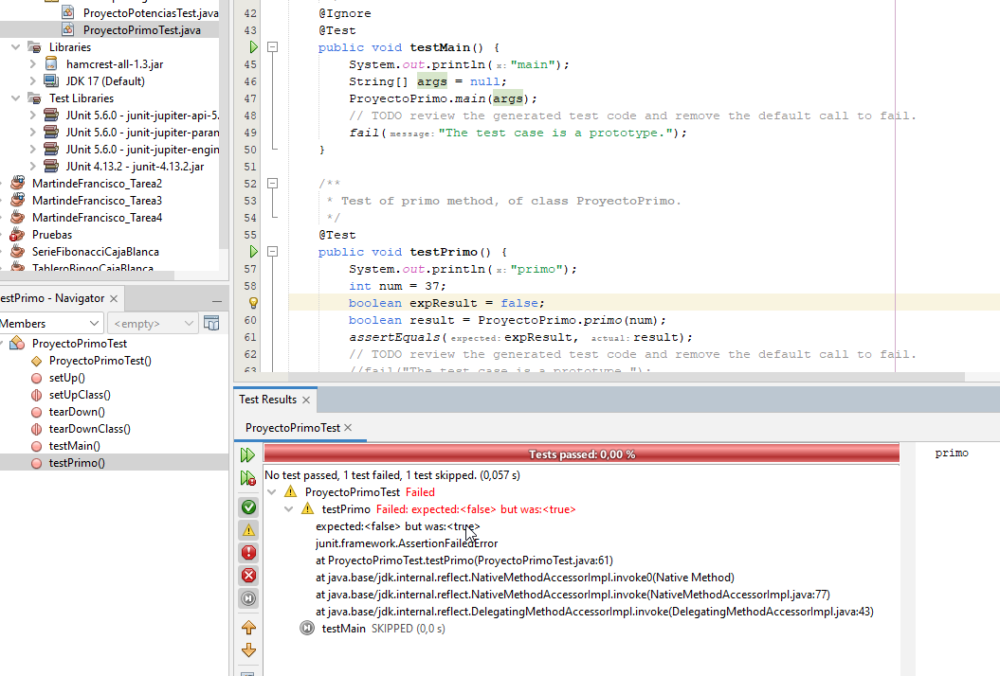 ProyectoPotenciasTest.java
ProyectoPrimoTest.java
Libraries
hamcrest-all-1.3.jar
JDK 17 (Default)
Test Libraries
JUnit 5.6.0 - junit-jupiter-api-5.
JUnit 5.6.0 - junit-jupiter-paran
JUnit 5.6.0 - junit-jupiter-engin
JUnit 4.13.2 - junit-4.13.2.jar
MartindeFrancisco_Tarea2
MartindeFrancisco_Tarea3
MartindeFrancisco_Tarea4
Pruebas
SerieFibonacciCajaBlanca
TableroBingoCajaBlanca
estPrimo - Navigator
Members
<empty>
ProyectoPrimoTest
ProyectoPrimoTest()
setUp()
setUpClass()
tearDown()
tearDownClass()
testMain()
testPrimo()
42 @Ignore
43 @Test
public void testMain() {
45 System.out.println(x: "main");
46 String[] args = null;
47 ProyectoPrimo.main(args);
48 // TODO review the generated test code and remove the default call to fail.
49 fail(message: "The test case is a prototype.");
50 }
51
52 /**
53 * Test of primo method, of class ProyectoPrimo.
54 */
55 @Test
public void testPrimo() {
57 System.out.println(x: "primo");
58 int num = 37;
boolean expResult = false;
60 boolean result = ProyectoPrimo.primo(num);
61 assertEquals(expected: expResult, actual: result);
62 // TODO review the generated test code and remove the default call to fail.
63 //fail("The test case is a prototype.");
Test Results
ProyectoPrimoTest
Tests passed: 0,00 %
No test passed, 1 test failed, 1 test skipped. (0,057 s)
ProyectoPrimoTest Failed
testPrimo Failed: expected:<false> but was:<true>
expected:<false> but was:<true>
junit.framework.AssertionFailedError
at ProyectoPrimoTest.testPrimo(ProyectoPrimoTest.java:61)
at java.base/jdk.internal.reflect.NativeMethodAccessorImpl.invoke0(Native Method)
at java.base/jdk.internal.reflect.NativeMethodAccessorImpl.invoke(NativeMethodAccessorImpl.java:77)
at java.base/jdk.internal.reflect.DelegatingMethodAccessorImpl.invoke(DelegatingMethodAccessorImpl.java:43)
testMain SKIPPED (0,0 s)
primo